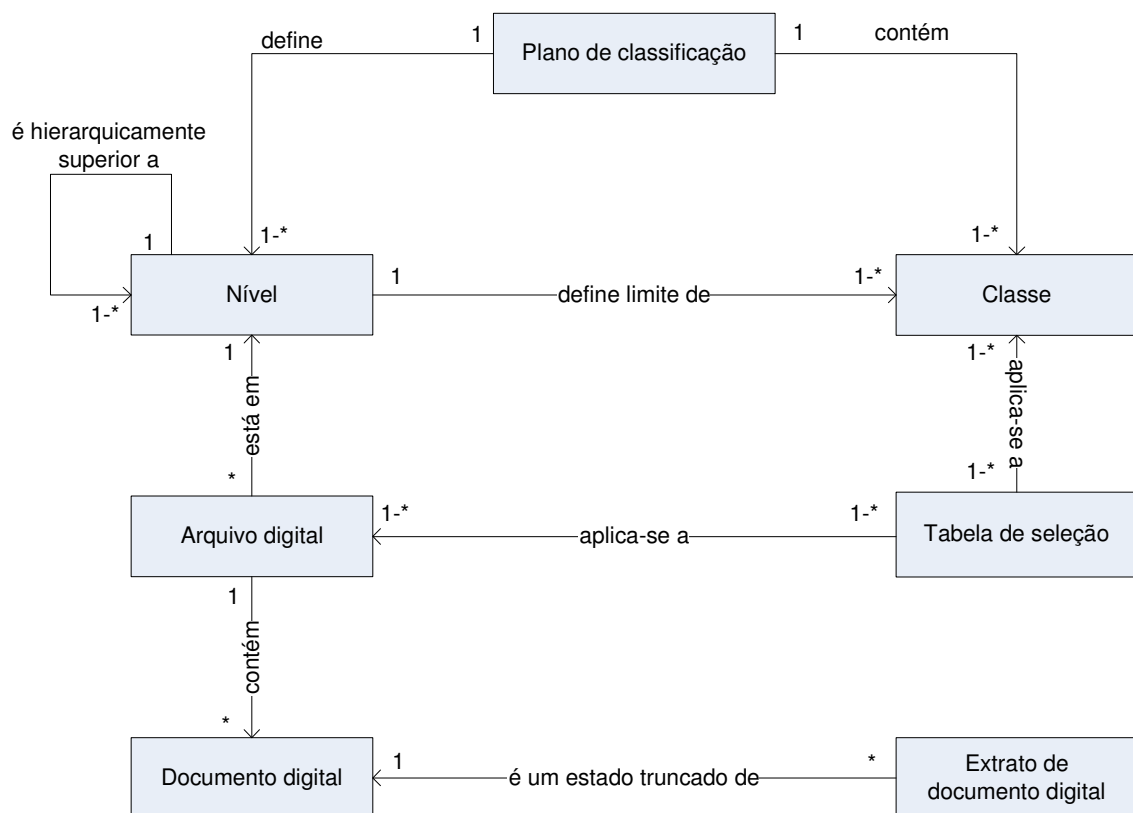 define
1
Plano de classificação
1
contém
é hierarquicamente
superior a
1
1-*
1-*
1-*
Nível
1
define limite de
1-*
Classe
1
está em
*
1-*
aplica-se a
1-*
Arquivo digital
1-*
aplica-se a
1-*
Tabela de seleção
1
contém
*
Documento digital
1
é um estado truncado de
*
Extrato de
documento digital